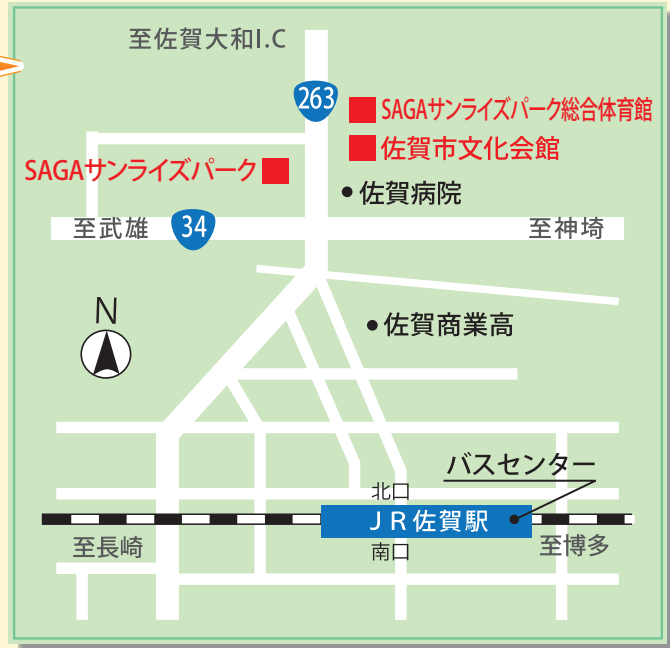 至佐賀大和I.C
263
SAGAサンライズパーク総合体育館
佐賀市文化会館
SAGAサンライズパーク
佐賀病院
至武雄
34
至神埼
N
佐賀商業高
バスセンター
北口
JR佐賀駅
南口
至長崎
至博多